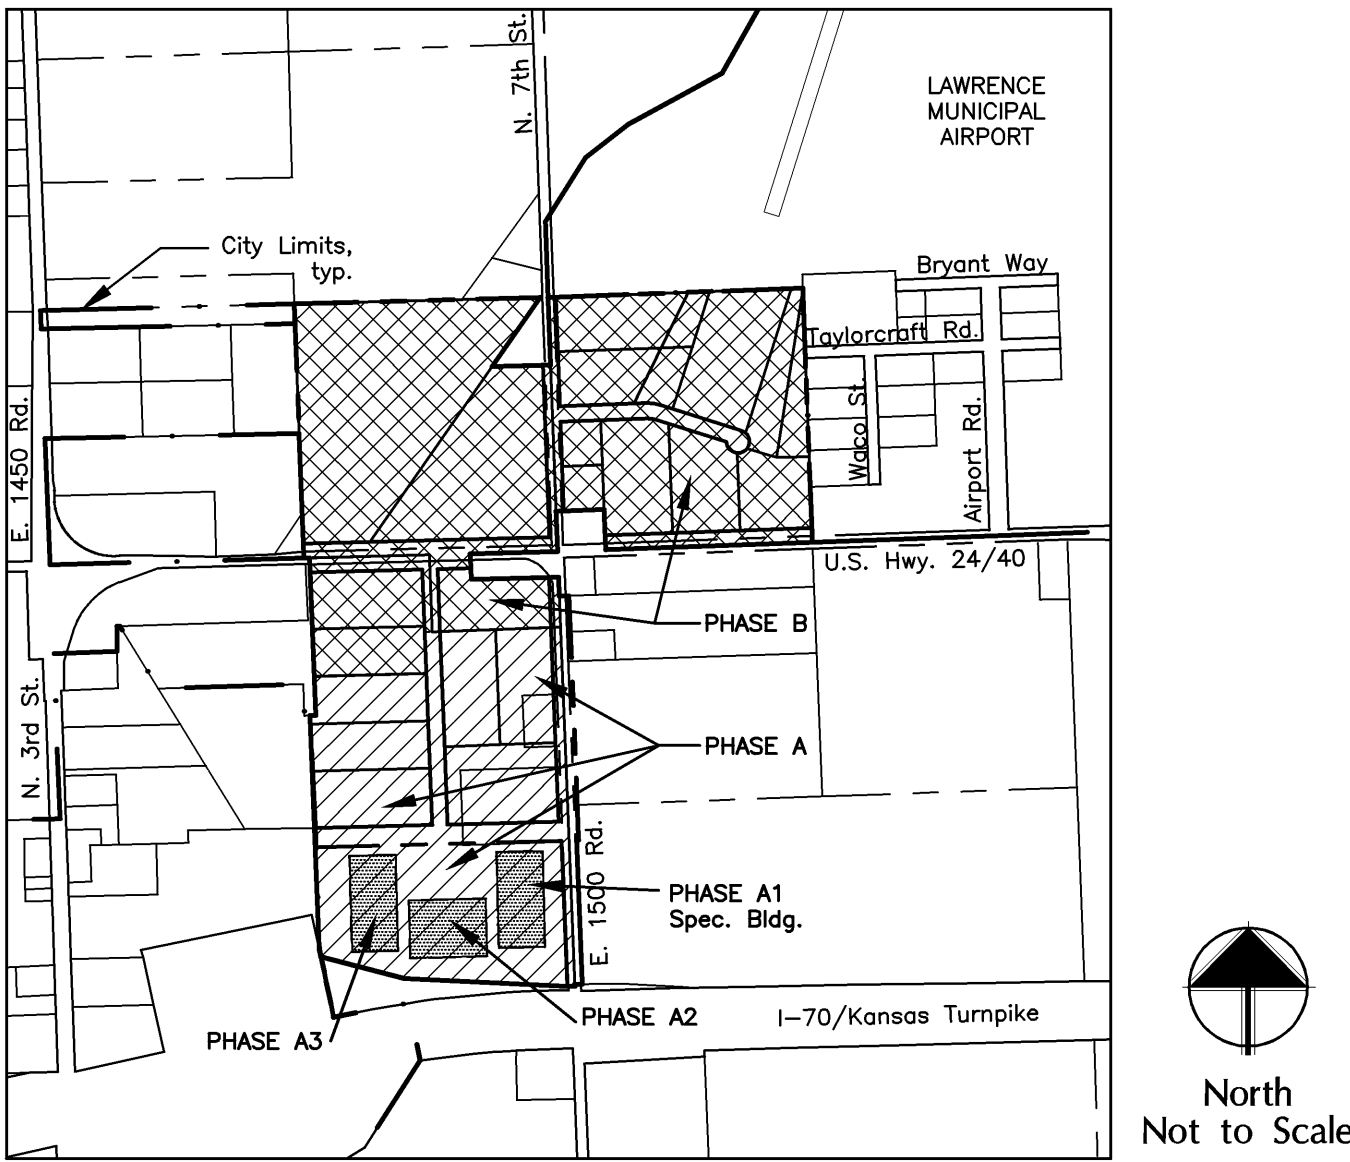 N. 7th St.
LAWRENCE
MUNICIPAL
AIRPORT
City Limits,
typ.
Bryant Way
Taylorcraft Rd.
Waco St.
Airport Rd.
E. 1450 Rd.
U.S. Hwy. 24/40
PHASE B
N. 3rd St.
PHASE A
E. 1500 Rd.
PHASE A1
Spec. Bldg.
PHASE A2
PHASE A3
I-70/Kansas Turnpike
North
Not to Scale